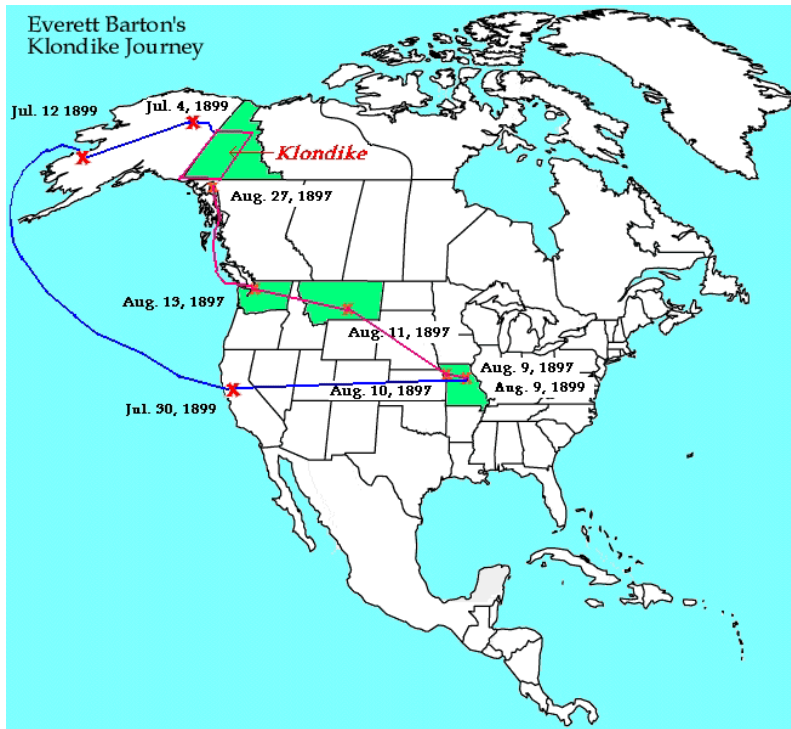 Everett Barton's
Klondike Journey
Jul. 12 1899
Jul. 4, 1899
Klondike
Aug. 27, 1897
Aug. 13, 1897
Aug. 11, 1897
Aug. 9, 1897
Aug. 9, 1899
Aug. 10, 1897
Jul. 30, 1899